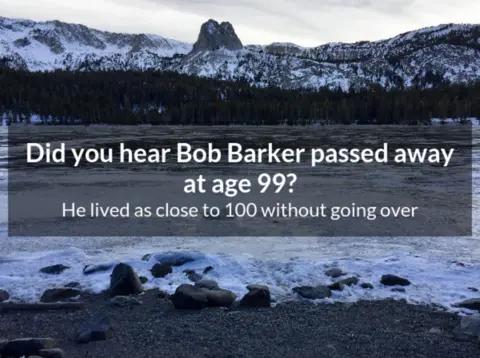 Did you hear Bob Barker passed away
at age 99?
He lived as close to 100 without going over